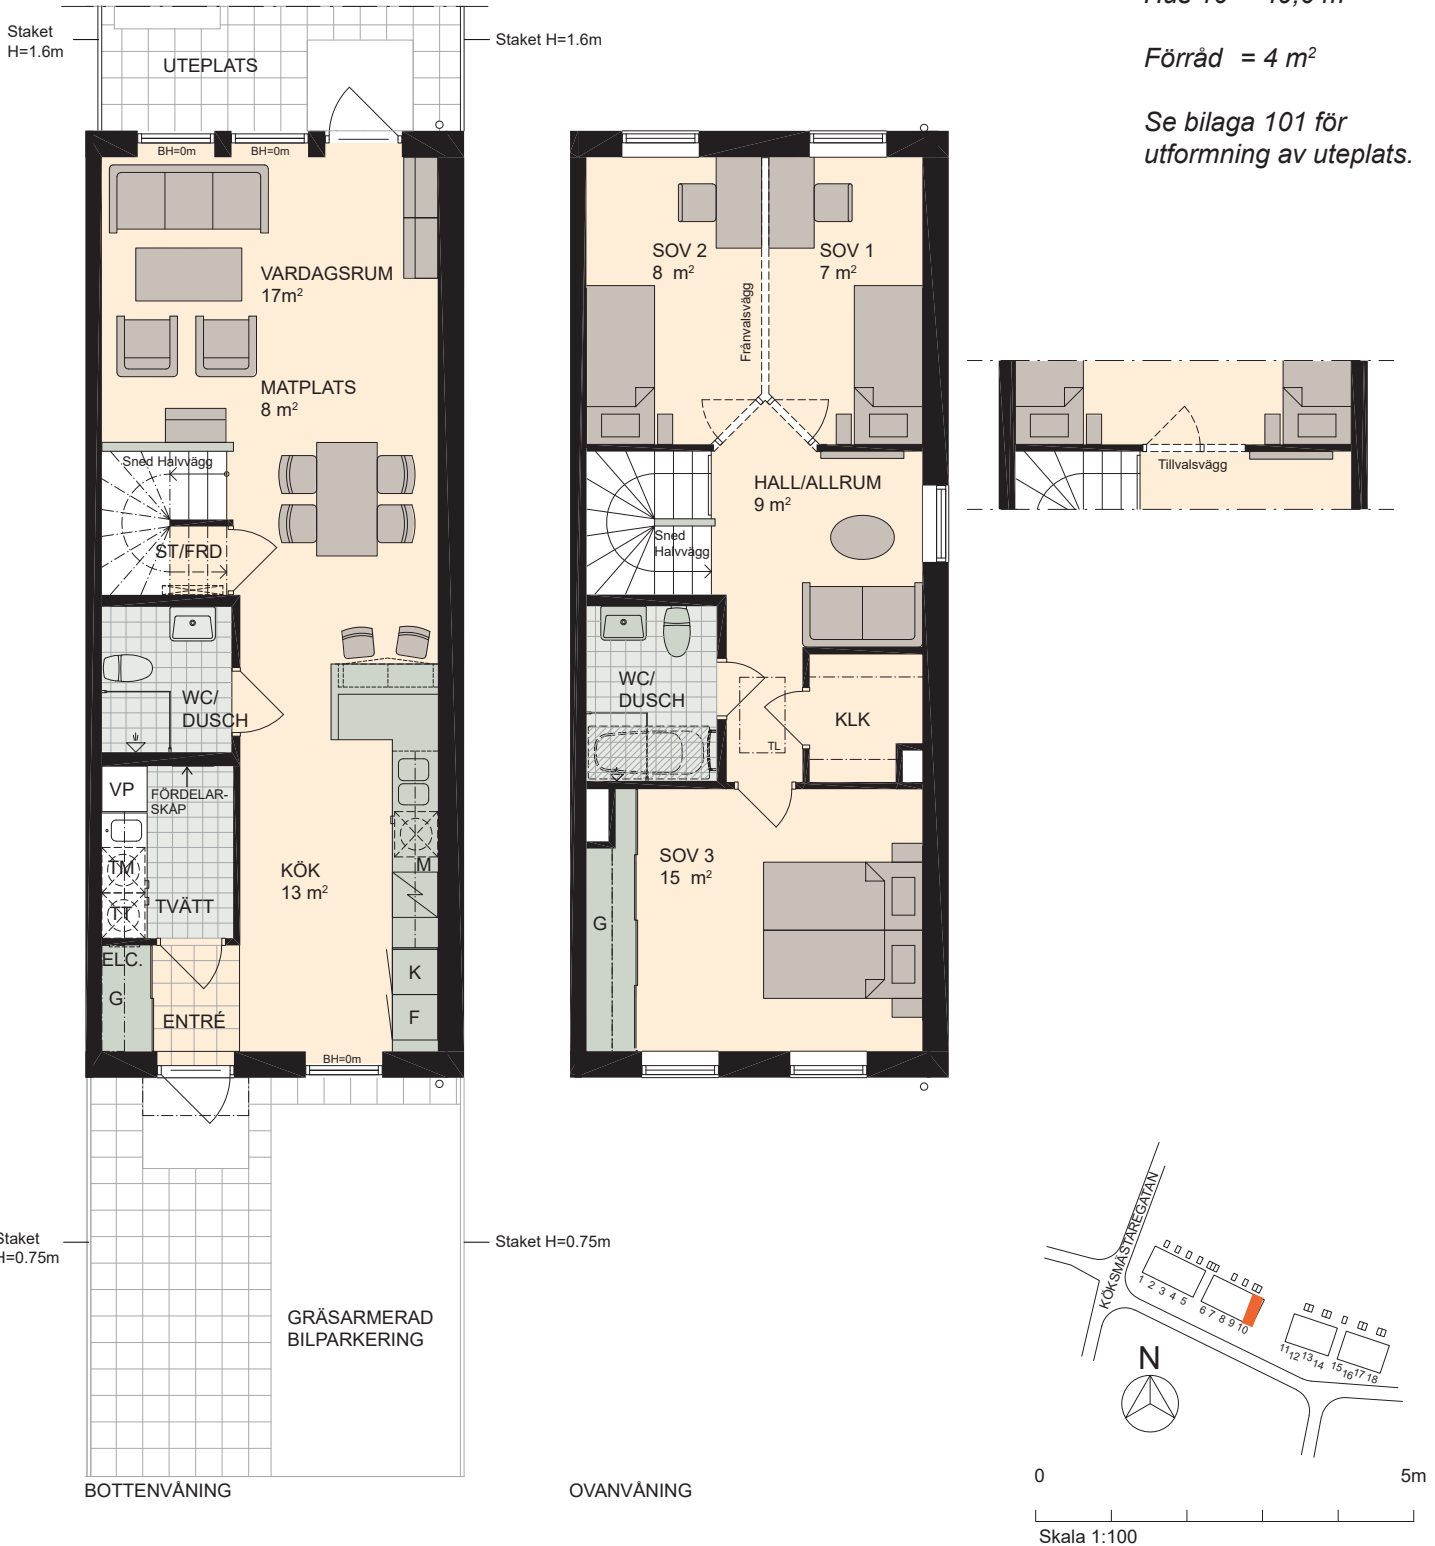 Staket
H=1.6m
Staket H=1.6m
UTEPLATS
Förråd = 4 m²
Se bilaga 101 för
utformning av uteplats.
BH=0m
BH=0m
VARDAGSRUM
17m²
MATPLATS
8 m²
Sned Halvvägg
ST/FRD
WC/
DUSCH
VP
FÖRDELAR-
SKÅP
TM
TT
TVÄTT
KÖK
13 m²
M
K
F
ELC.
G
ENTRÉ
BH=0m
Staket
H=0.75m
Staket H=0.75m
GRÄSARMERAD
BILPARKERING
BOTTENVÅNING
SOV 2
8 m²
SOV 1
7 m²
Frånvalsvägg
HALL/ALLRUM
9 m²
Sned
Halvvägg
WC/
DUSCH
TL
KLK
SOV 3
15 m²
G
OVANVÅNING
Tillvalsvägg
KÖKSMÄSTAREGATAN
1 2 3 4 5
6 7 8 9 10
11 12 13 14
15 16 17 18
N
0 5m
Skala 1:100